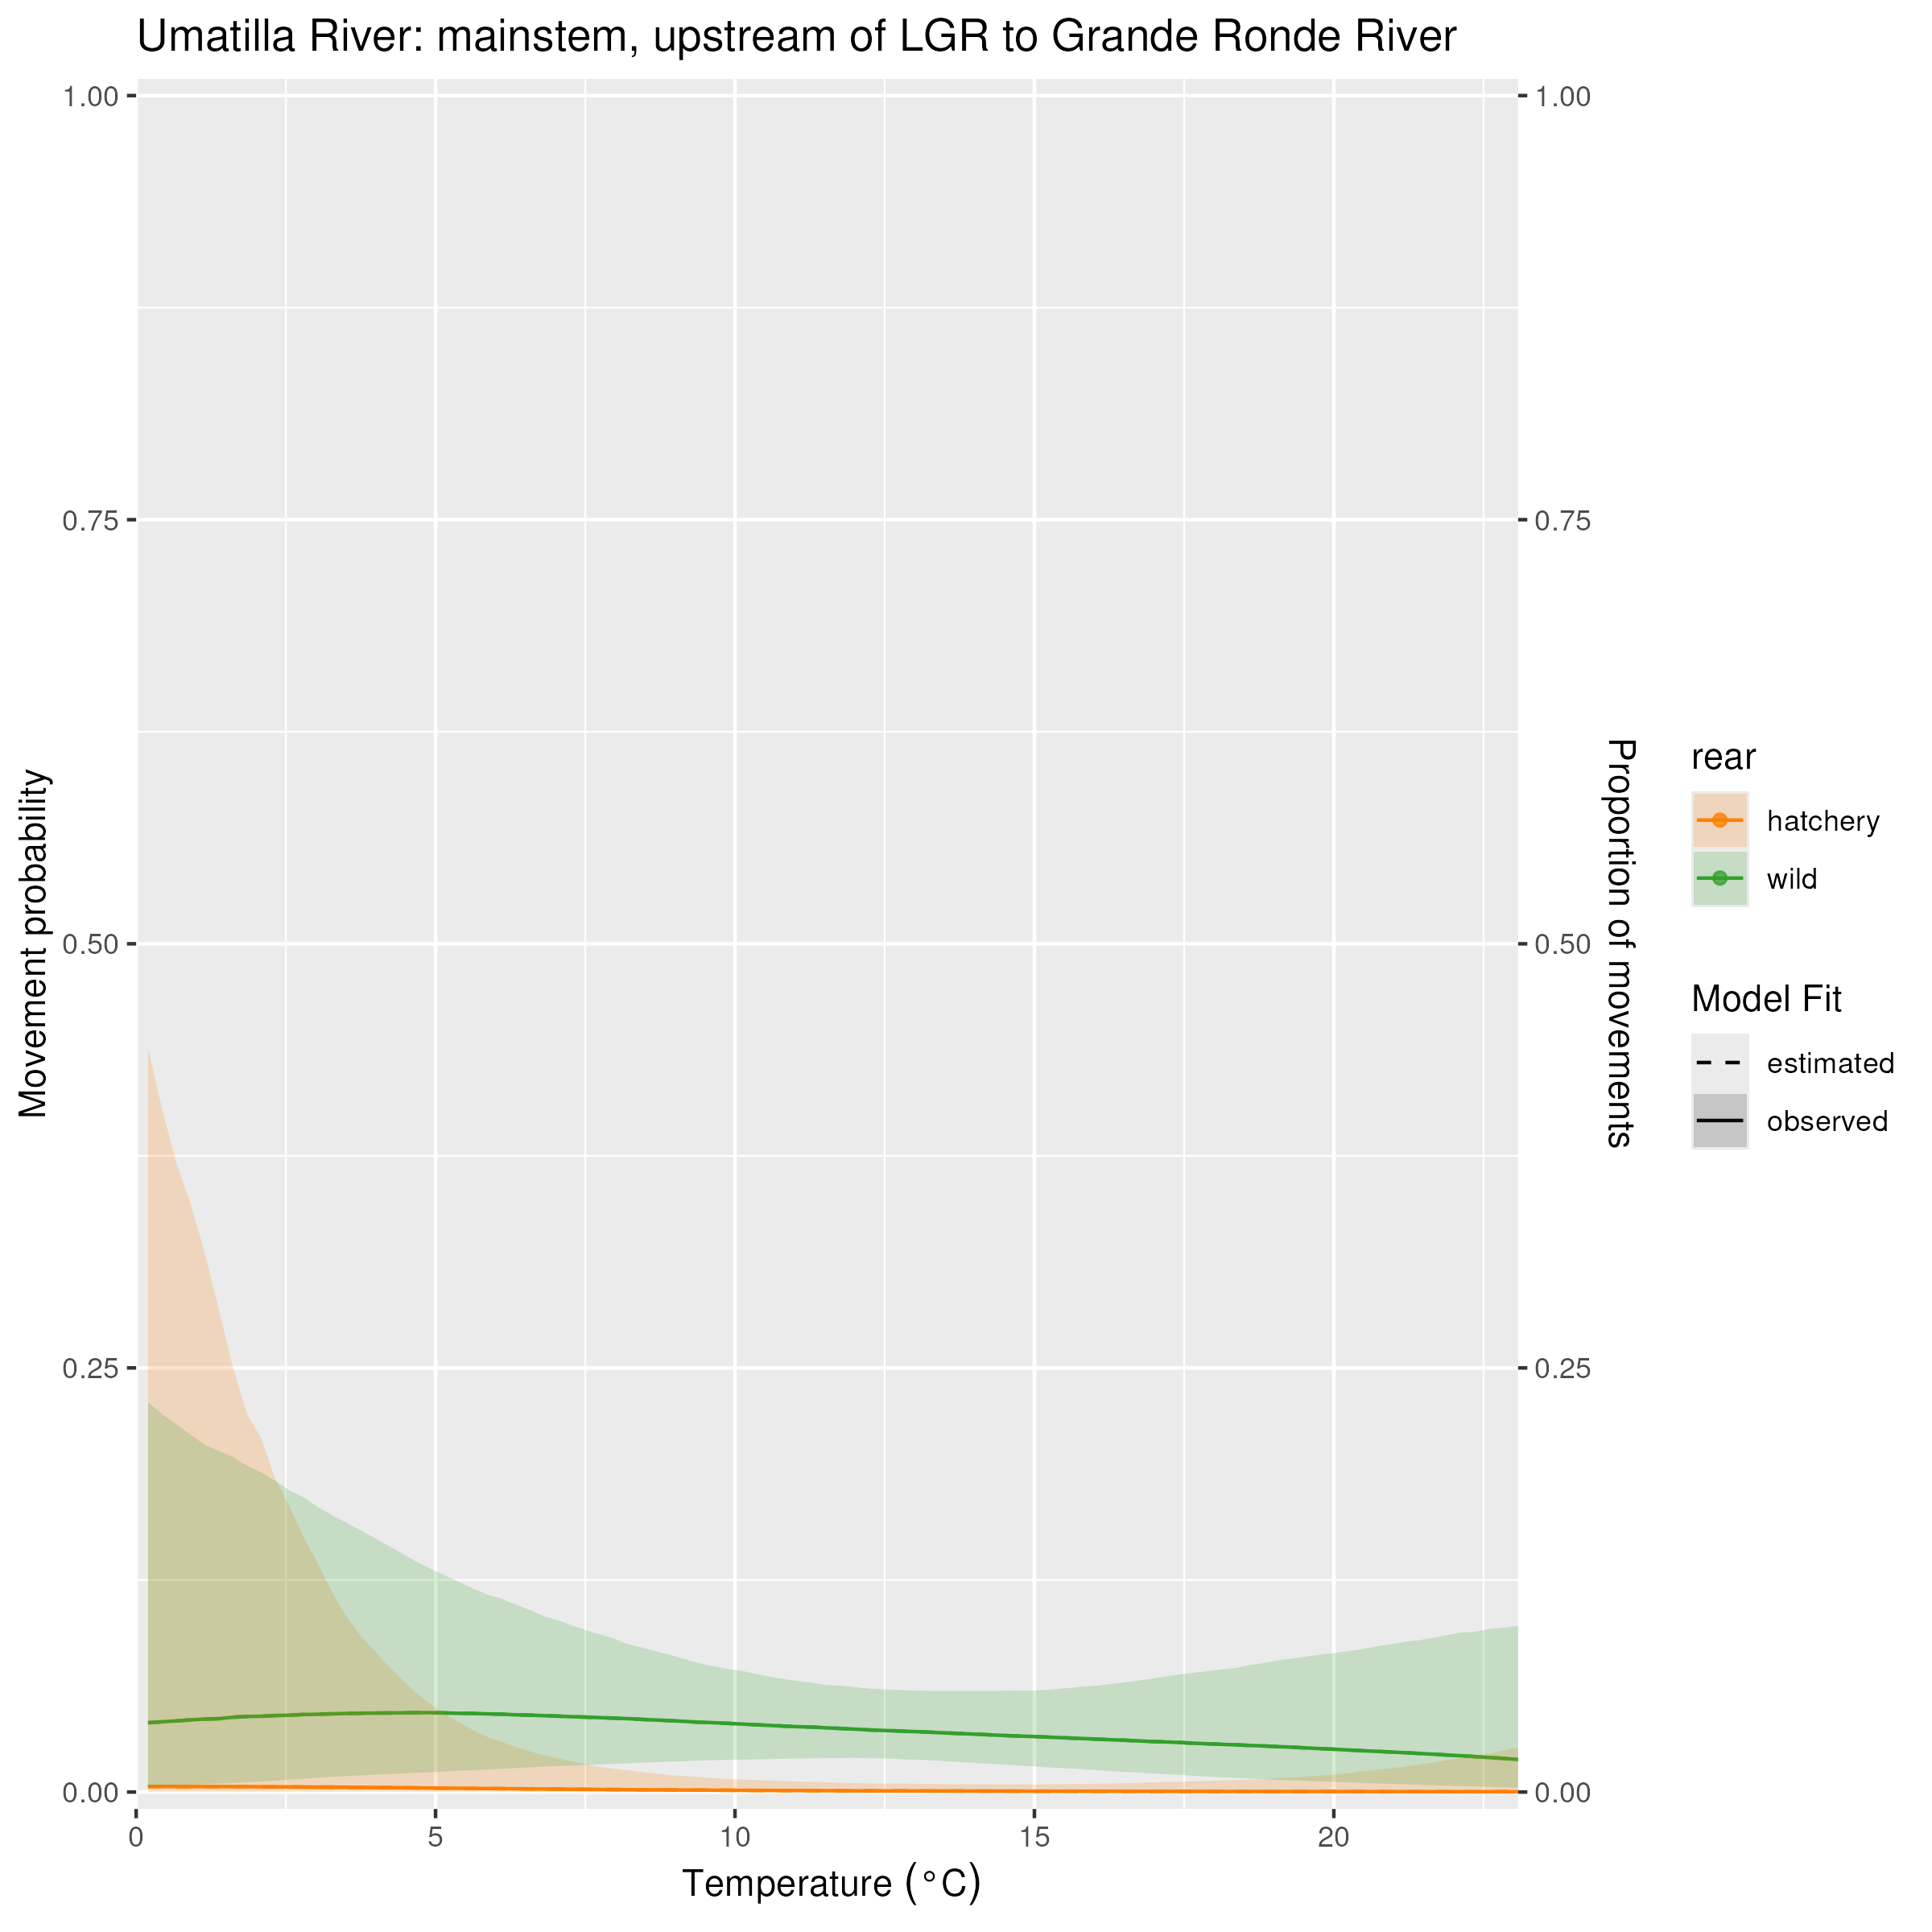 Umatilla River: mainstem, upstream of LGR to Grande Ronde River
Movement probability
1.00
0.75
0.50
0.25
0.00
0
5
10
15
20
Temperature (°C)
1.00
0.75
0.50
0.25
0.00
Proportion of movements
rear
hatchery
wild
Model Fit
estimated
observed